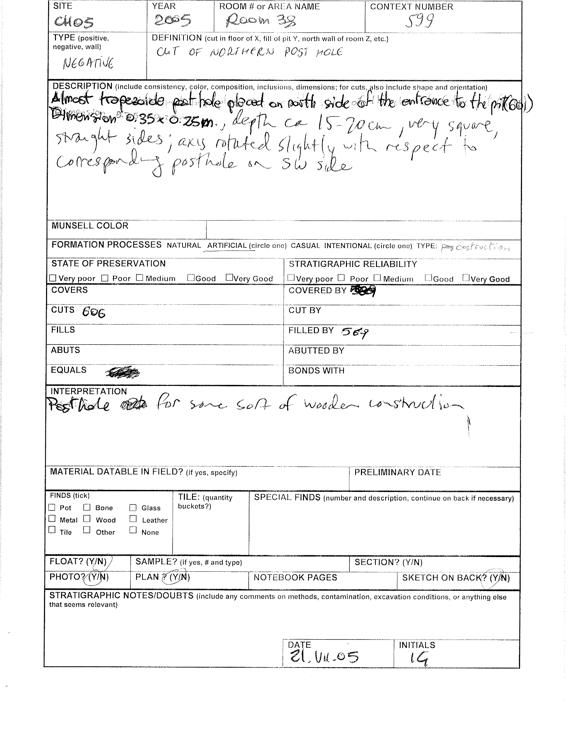 SITE YEAR ROOM # or AREA NAME CONTEXT NUMBER
CH05 2005 Room 38 599
TYPE (positive, negative, wall) DEFINITION (cut in floor of X, fill of pit Y, north wall of room Z, etc.)
NEGATIVE CUT OF NORTHERN POST HOLE
DESCRIPTION (include consistency, color, composition, inclusions, dimensions; for cuts, also include shape and orientation)
Almost trapezoide post hole placed on north side of the entrance to the pit (601)
Dimension 0.35 x 0.25m, depth ca 15-20cm, very square,
straight sides; axis rotated slightly with respect to
corresponding posthole on SW side
MUNSELL COLOR
FORMATION PROCESSES NATURAL ARTIFICIAL (circle one) CASUAL INTENTIONAL (circle one) TYPE:
STATE OF PRESERVATION STRATIGRAPHIC RELIABILITY
Very poor Poor Medium Good Very Good Very poor Poor Medium Good Very Good
COVERS COVERED BY
CUTS 606 CUT BY
FILLS FILLED BY 569
ABUTS ABUTTED BY
EQUALS BONDS WITH
INTERPRETATION
Posthole for some sort of wooden construction
MATERIAL DATABLE IN FIELD? (if yes, specify) PRELIMINARY DATE
FINDS (tick) TILE: (quantity buckets?) SPECIAL FINDS (number and description, continue on back if necessary)
Pot Bone Glass
Metal Wood Leather
Tile Other None
FLOAT? (Y/N) SAMPLE? (if yes, # and type) SECTION? (Y/N)
PHOTO? (Y/N) PLAN? (Y/N) NOTEBOOK PAGES SKETCH ON BACK? (Y/N)
STRATIGRAPHIC NOTES/DOUBTS (include any comments on methods, contamination, excavation conditions, or anything else
that seems relevant)
DATE INITIALS
21.VII.05 IG